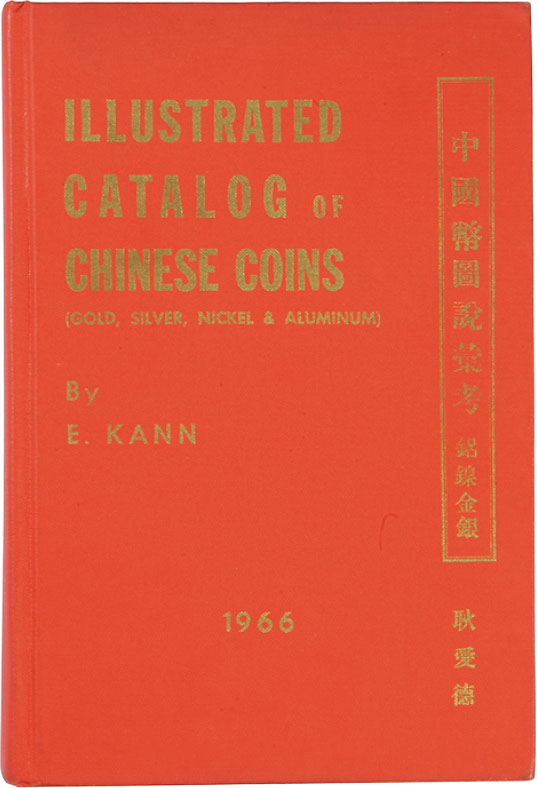 ILLUSTRATED
CATALOG OF
CHINESE COINS
(GOLD, SILVER, NICKEL & ALUMINUM)
By
E. KANN
1966
中國幣圖說彙考 鋁鎳金銀
耿愛德